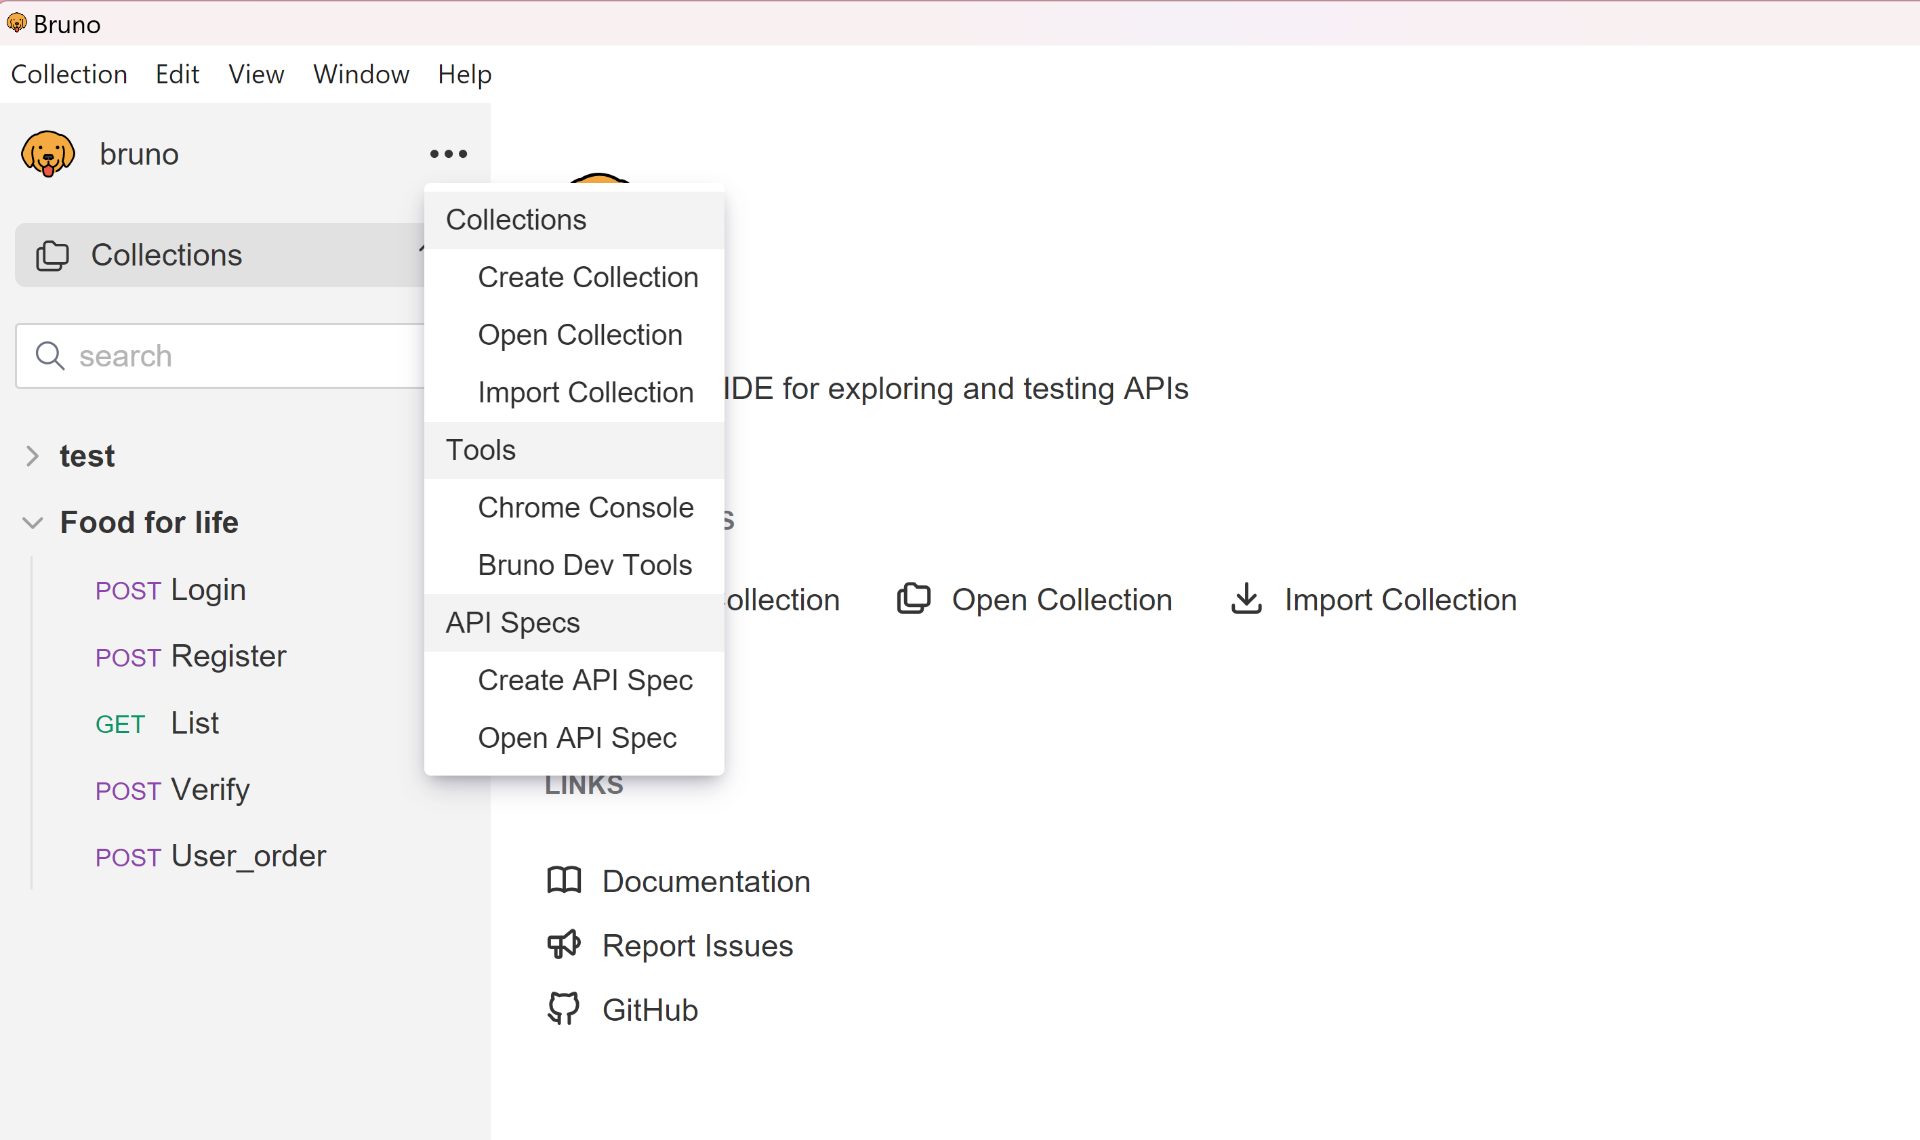 Bruno
Collection Edit View Window Help
bruno
Collections
search
test
Food for life
POST Login
POST Register
GET List
POST Verify
POST User_order
Collections
Create Collection
Open Collection
Import Collection
Tools
Chrome Console
Bruno Dev Tools
API Specs
Create API Spec
Open API Spec
IDE for exploring and testing APIs
ollection Open Collection Import Collection
LINKS
Documentation
Report Issues
GitHub